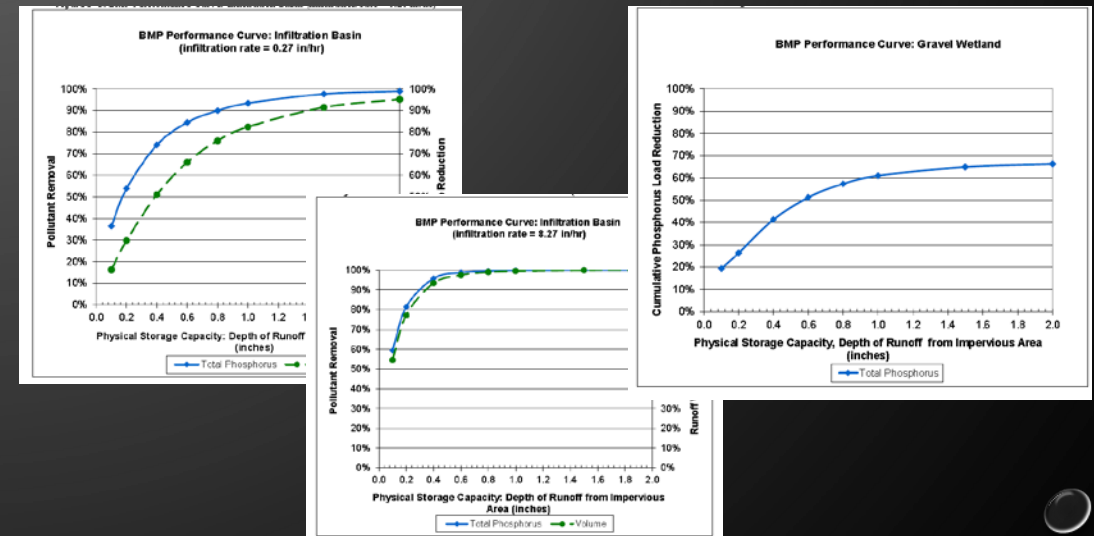 BMP Performance Curve: Infiltration Basin
(infiltration rate = 0.27 in/hr)
100%
90%
80%
70%
60%
50%
40%
30%
20%
10%
0%
Pollutant Removal
100%
90%
80%
70%
60%
Reduction
0.0 0.2 0.4 0.6 0.8 1.0 1.2
Physical Storage Capacity: Depth of Runoff
(inches)
Total Phosphorus
BMP Performance Curve: Infiltration Basin
(infiltration rate = 8.27 in/hr)
100%
90%
80%
70%
60%
50%
40%
30%
20%
10%
0%
Pollutant Removal
30%
20%
10%
0%
Runoff
0.0 0.2 0.4 0.6 0.8 1.0 1.2 1.4 1.6 1.8 2.0
Physical Storage Capacity: Depth of Runoff from Impervious
Area (inches)
Total Phosphorus Volume
BMP Performance Curve: Gravel Wetland
100%
90%
80%
70%
60%
50%
40%
30%
20%
10%
0%
Cumulative Phosphorus Load Reduction
0.0 0.2 0.4 0.6 0.8 1.0 1.2 1.4 1.6 1.8 2.0
Physical Storage Capacity, Depth of Runoff from Impervious Area
(inches)
Total Phosphorus